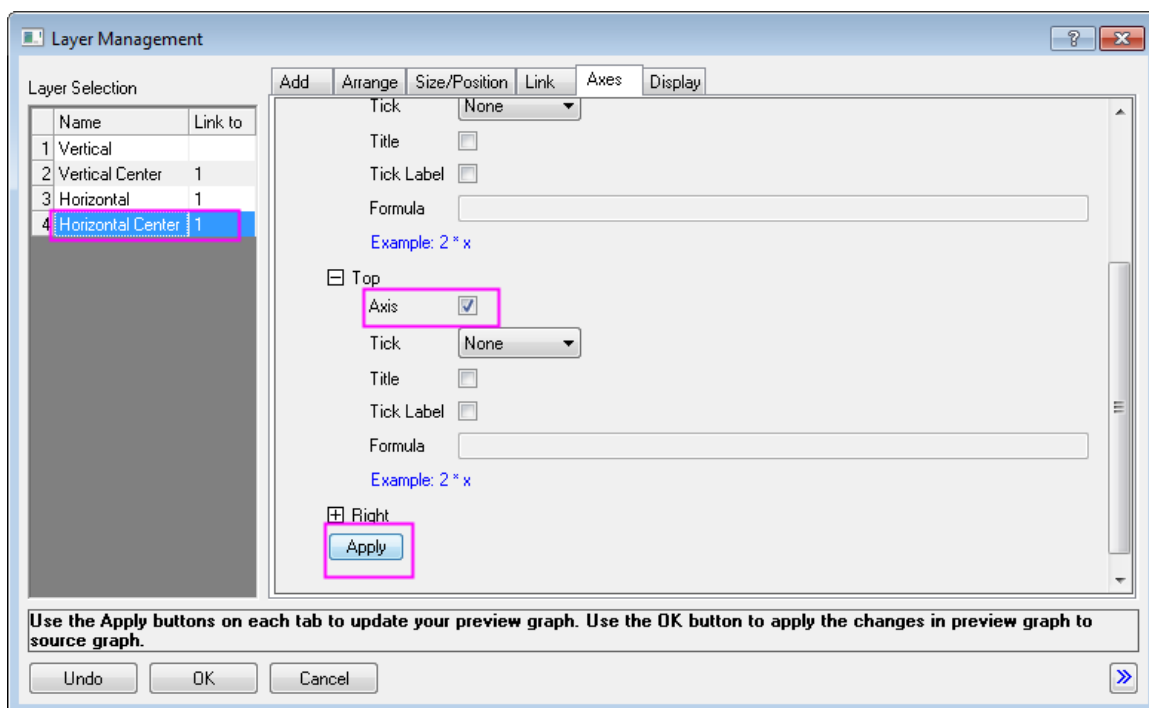 Layer Management
?
Layer Selection
Add Arrange Size/Position Link Axes Display
Name Link to
1 Vertical
2 Vertical Center 1
3 Horizontal 1
4 Horizontal Center 1
Tick None
Title
Tick Label
Formula
Example: 2 * x
Top
Axis
Tick None
Title
Tick Label
Formula
Example: 2 * x
Right
Apply
Use the Apply buttons on each tab to update your preview graph. Use the OK button to apply the changes in preview graph to
source graph.
Undo OK Cancel